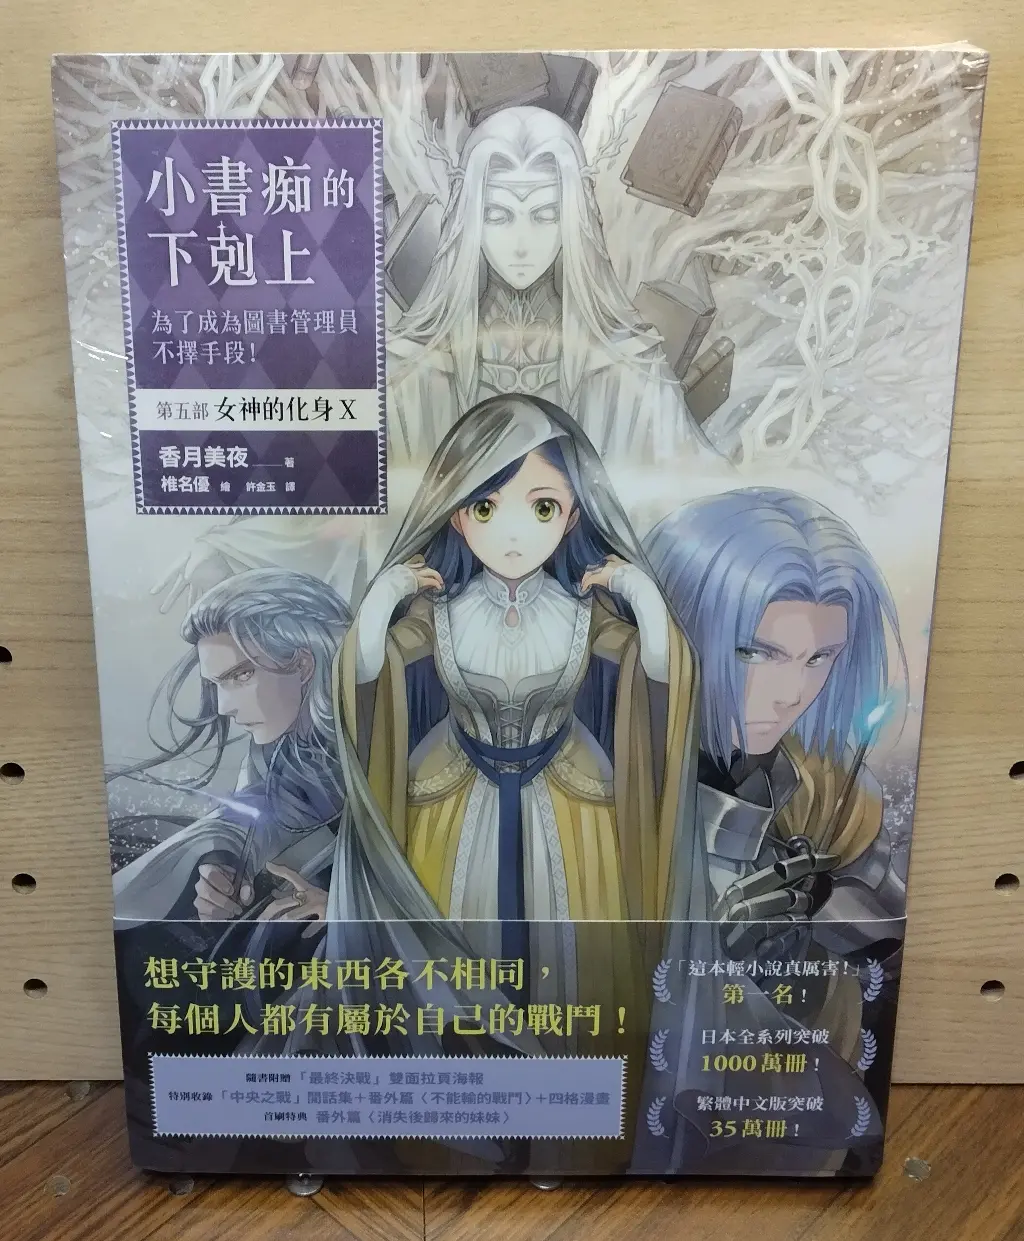 小書痴的
下剋上
為了成為圖書管理員
不擇手段！
第五部 女神的化身 X
香月美夜 著
椎名優 繪 許金玉 譯
想守護的東西各不相同，
每個人都有屬於自己的戰鬥！
隨書附贈 「最終決戰」雙面拉頁海報
特別收錄 「中央之戰」閒話集＋番外篇〈不能輸的戰鬥〉＋四格漫畫
首刷特典 番外篇〈消失後歸來的妹妹〉
「這本輕小說真厲害！」
第一名！
日本全系列突破
1000萬冊！
繁體中文版突破
35萬冊！